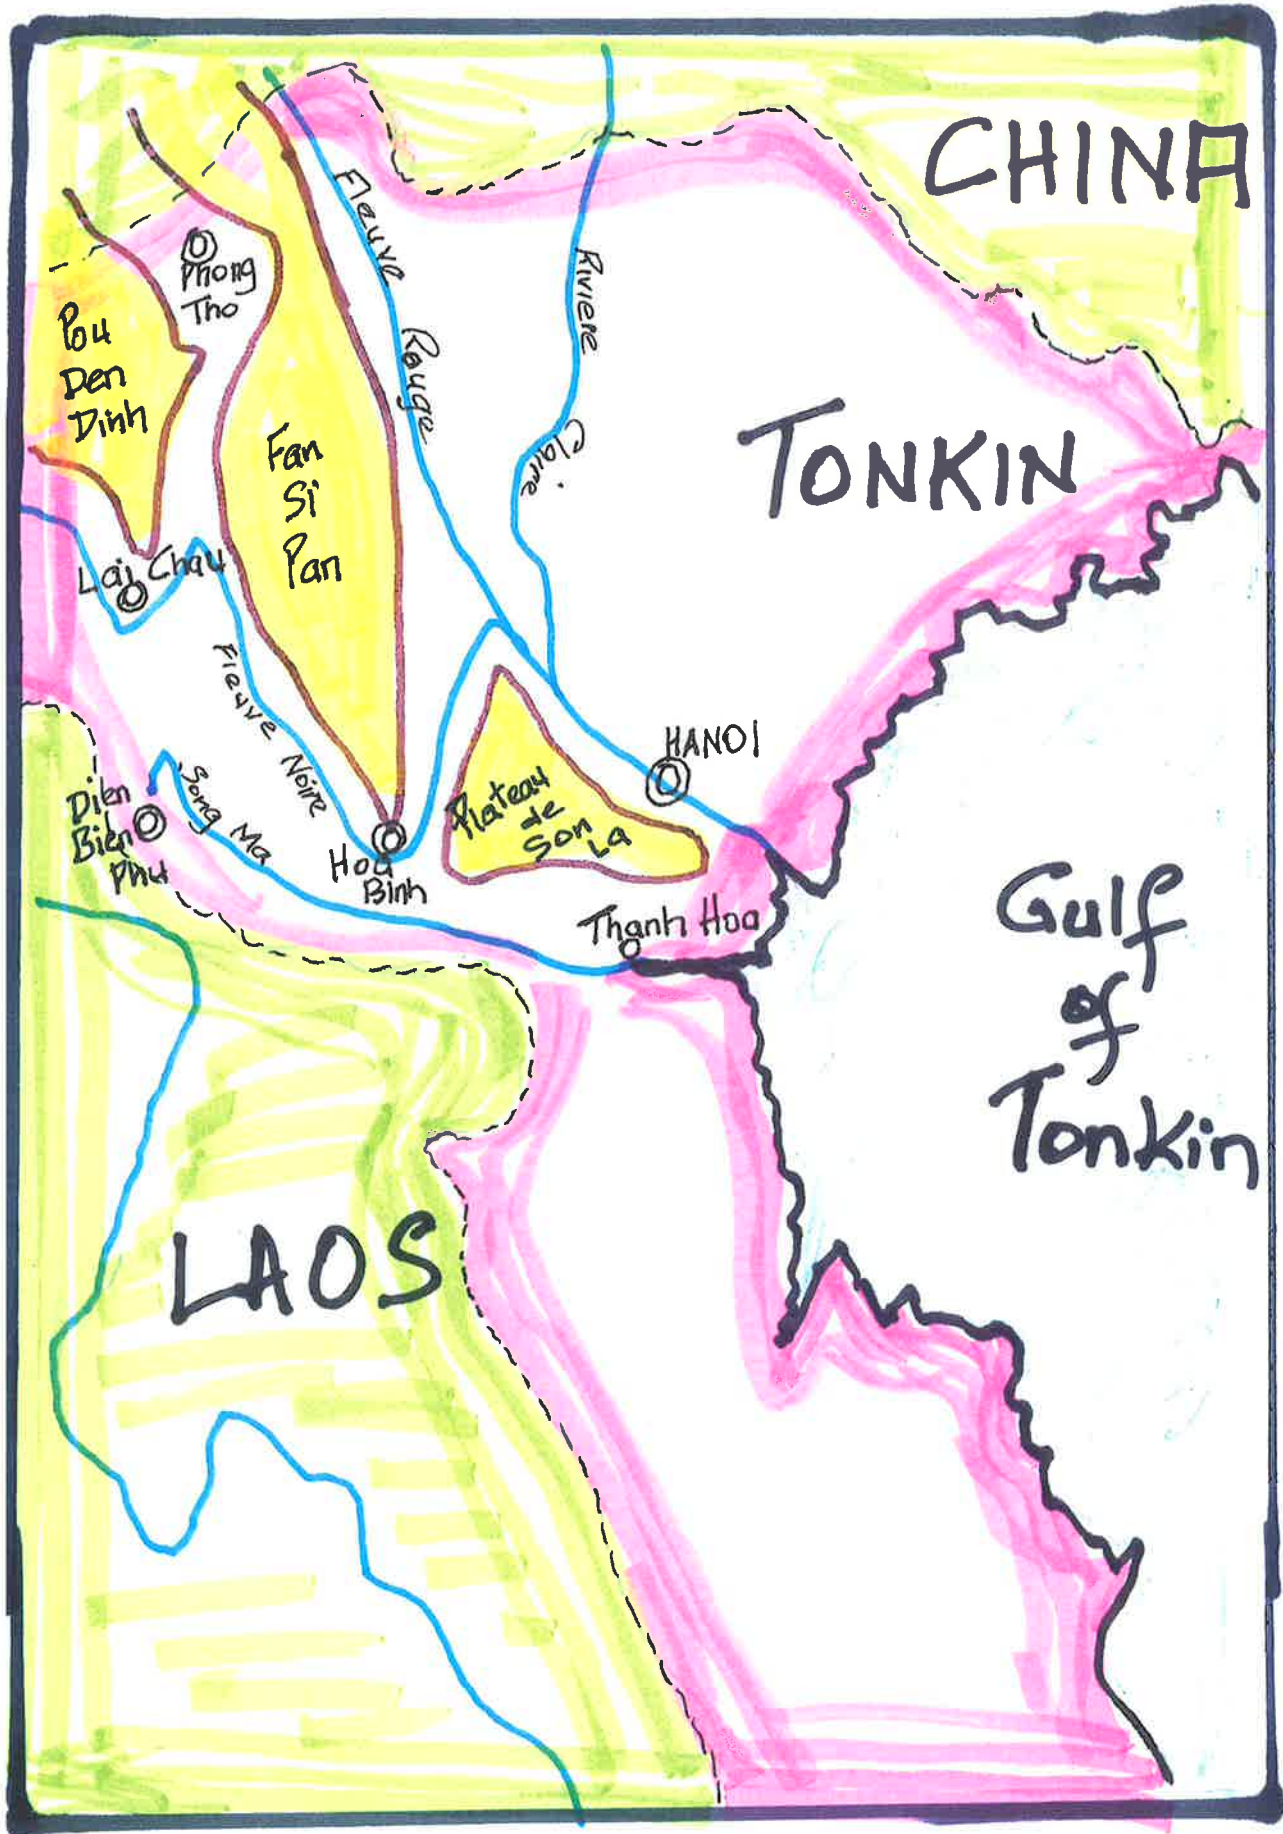 CHINA
Fleuve
Rouge
Riviere
Claire
Phong
Tho
Pou
Den
Dinh
Fan
Si
Pan
TONKIN
Lai Chau
Fleuve Noire
HANOI
Song Ma
Dien
Bien
Phu
Hoa
Binh
Plateau
de
Son
La
Thanh Hoa
Gulf
of
Tonkin
LAOS